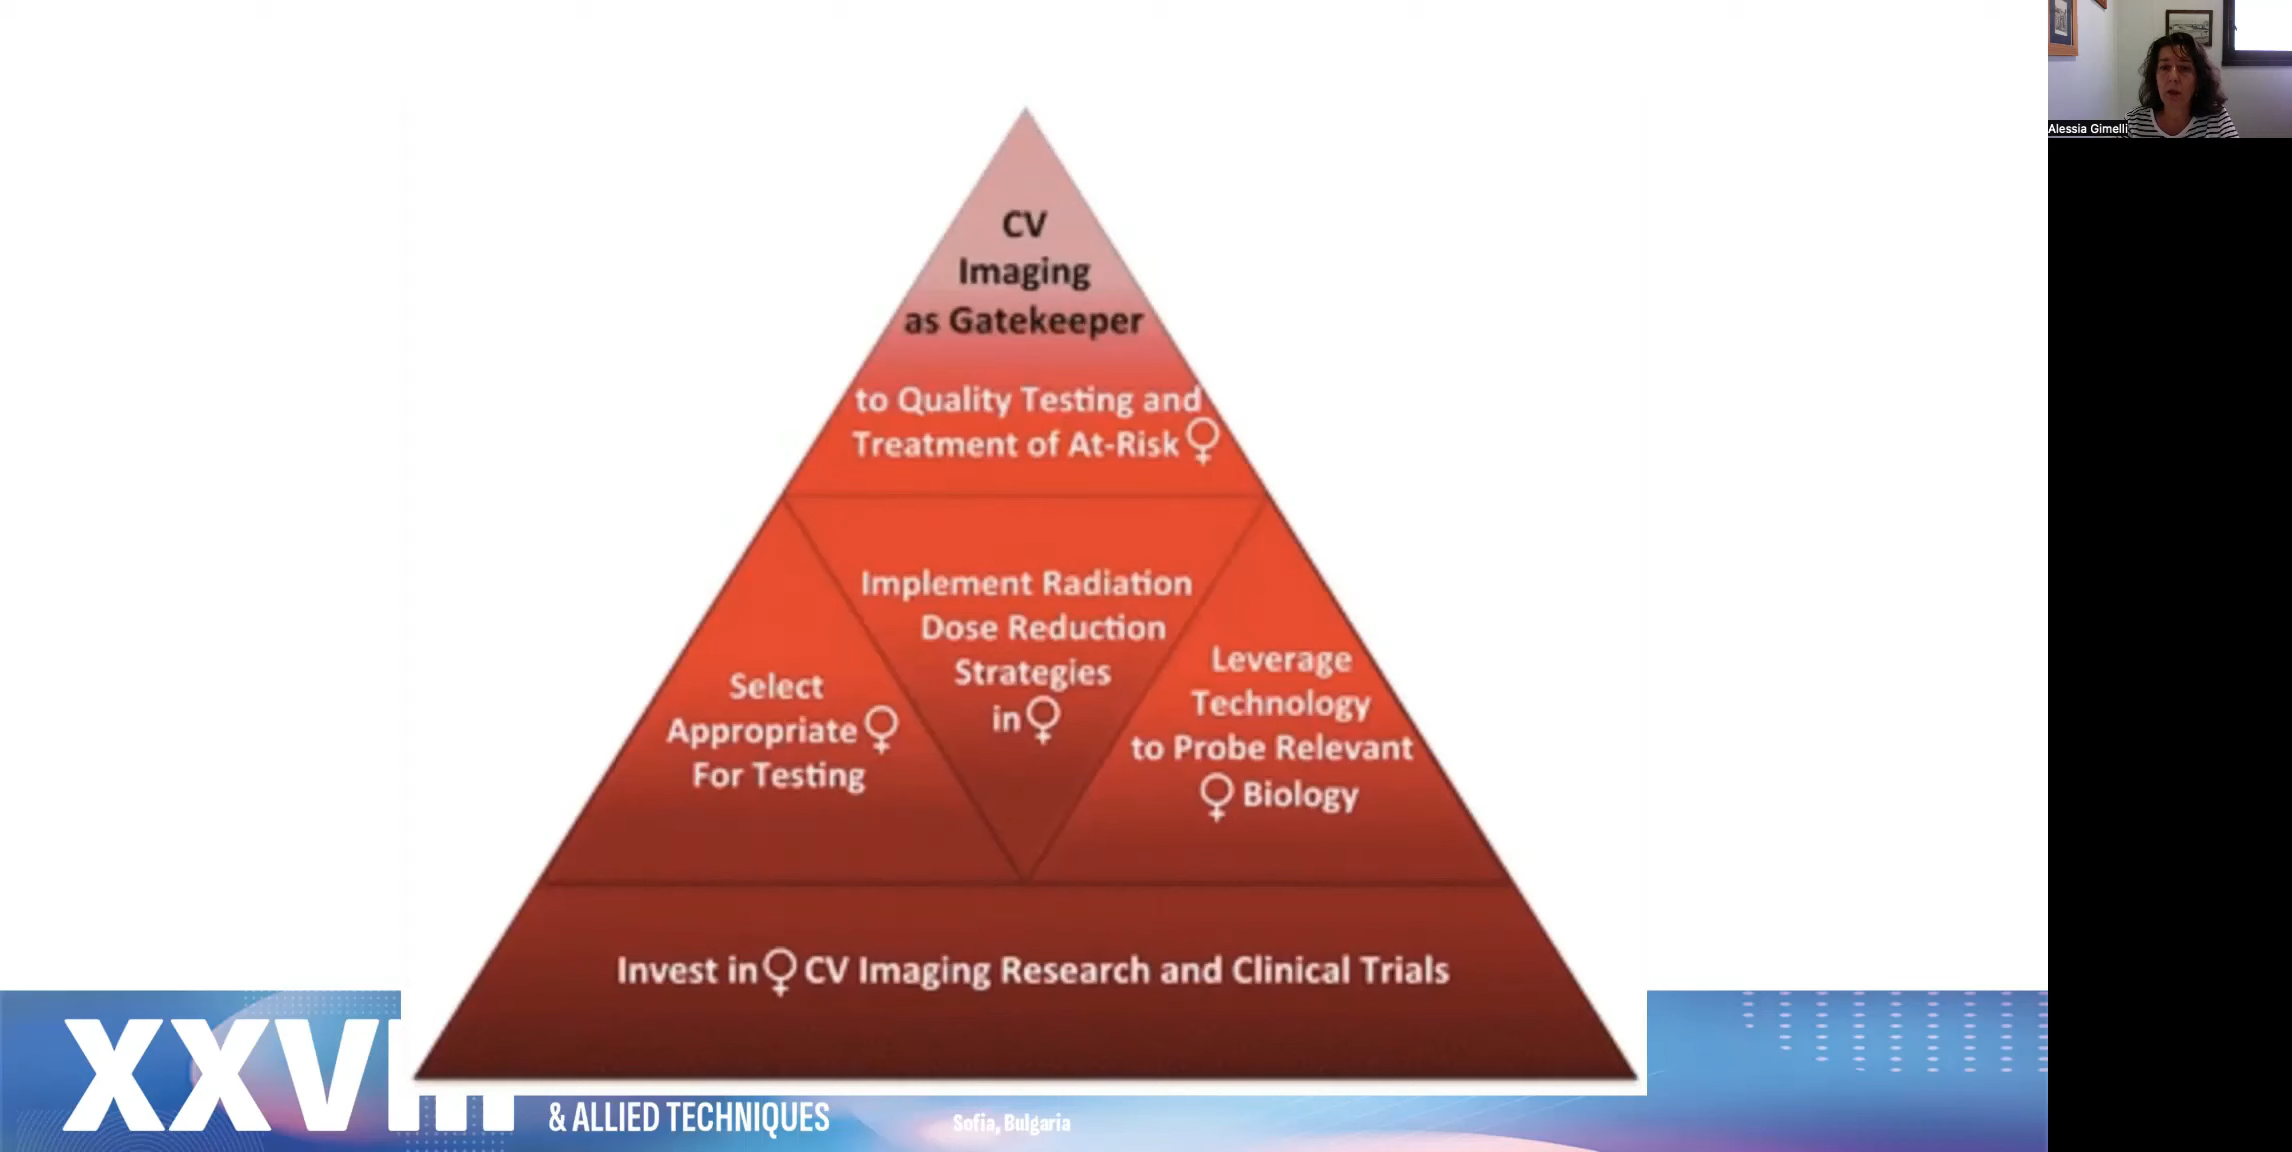 Alessia Gimelli
CV
Imaging
as Gatekeeper
to Quality Testing and
Treatment of At-Risk ♀
Implement Radiation
Dose Reduction
Strategies
in ♀
Select
Appropriate ♀
For Testing
Leverage
Technology
to Probe Relevant
♀ Biology
Invest in ♀ CV Imaging Research and Clinical Trials
XXVIII
& ALLIED TECHNIQUES
Sofia, Bulgaria